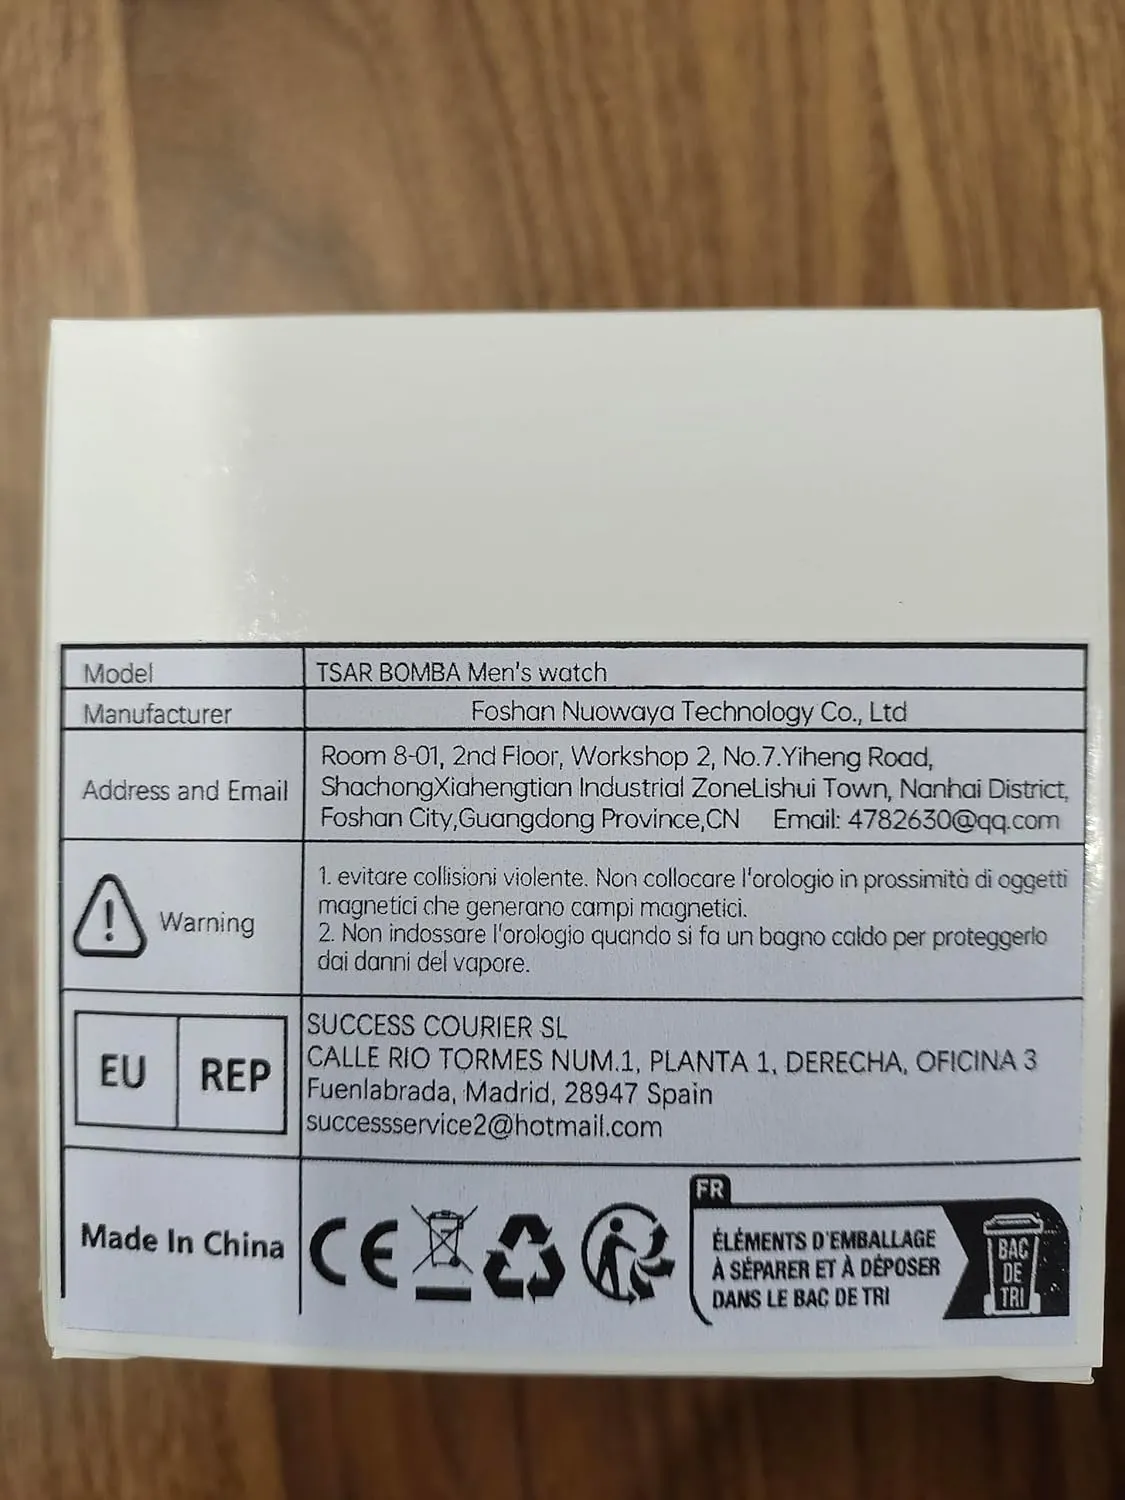 Model
TSAR BOMBA Men's watch
Manufacturer
Foshan Nuowaya Technology Co., Ltd
Address and Email
Room 8-01, 2nd Floor, Workshop 2, No.7.Yiheng Road,
ShachongXiahengtian Industrial ZoneLishui Town, Nanhai District,
Foshan City,Guangdong Province,CN Email: 4782630@qq.com
Warning
1. evitare collisioni violente. Non collocare l'orologio in prossimità di oggetti
magnetici che generano campi magnetici.
2. Non indossare l'orologio quando si fa un bagno caldo per proteggerlo
dai danni del vapore.
EU REP
SUCCESS COURIER SL
CALLE RIO TORMES NUM.1, PLANTA 1, DERECHA, OFICINA 3
Fuenlabrada, Madrid, 28947 Spain
successservice2@hotmail.com
Made In China
CE
FR
ÉLÉMENTS D'EMBALLAGE
À SÉPARER ET À DÉPOSER
DANS LE BAC DE TRI
BAC
DE
TRI